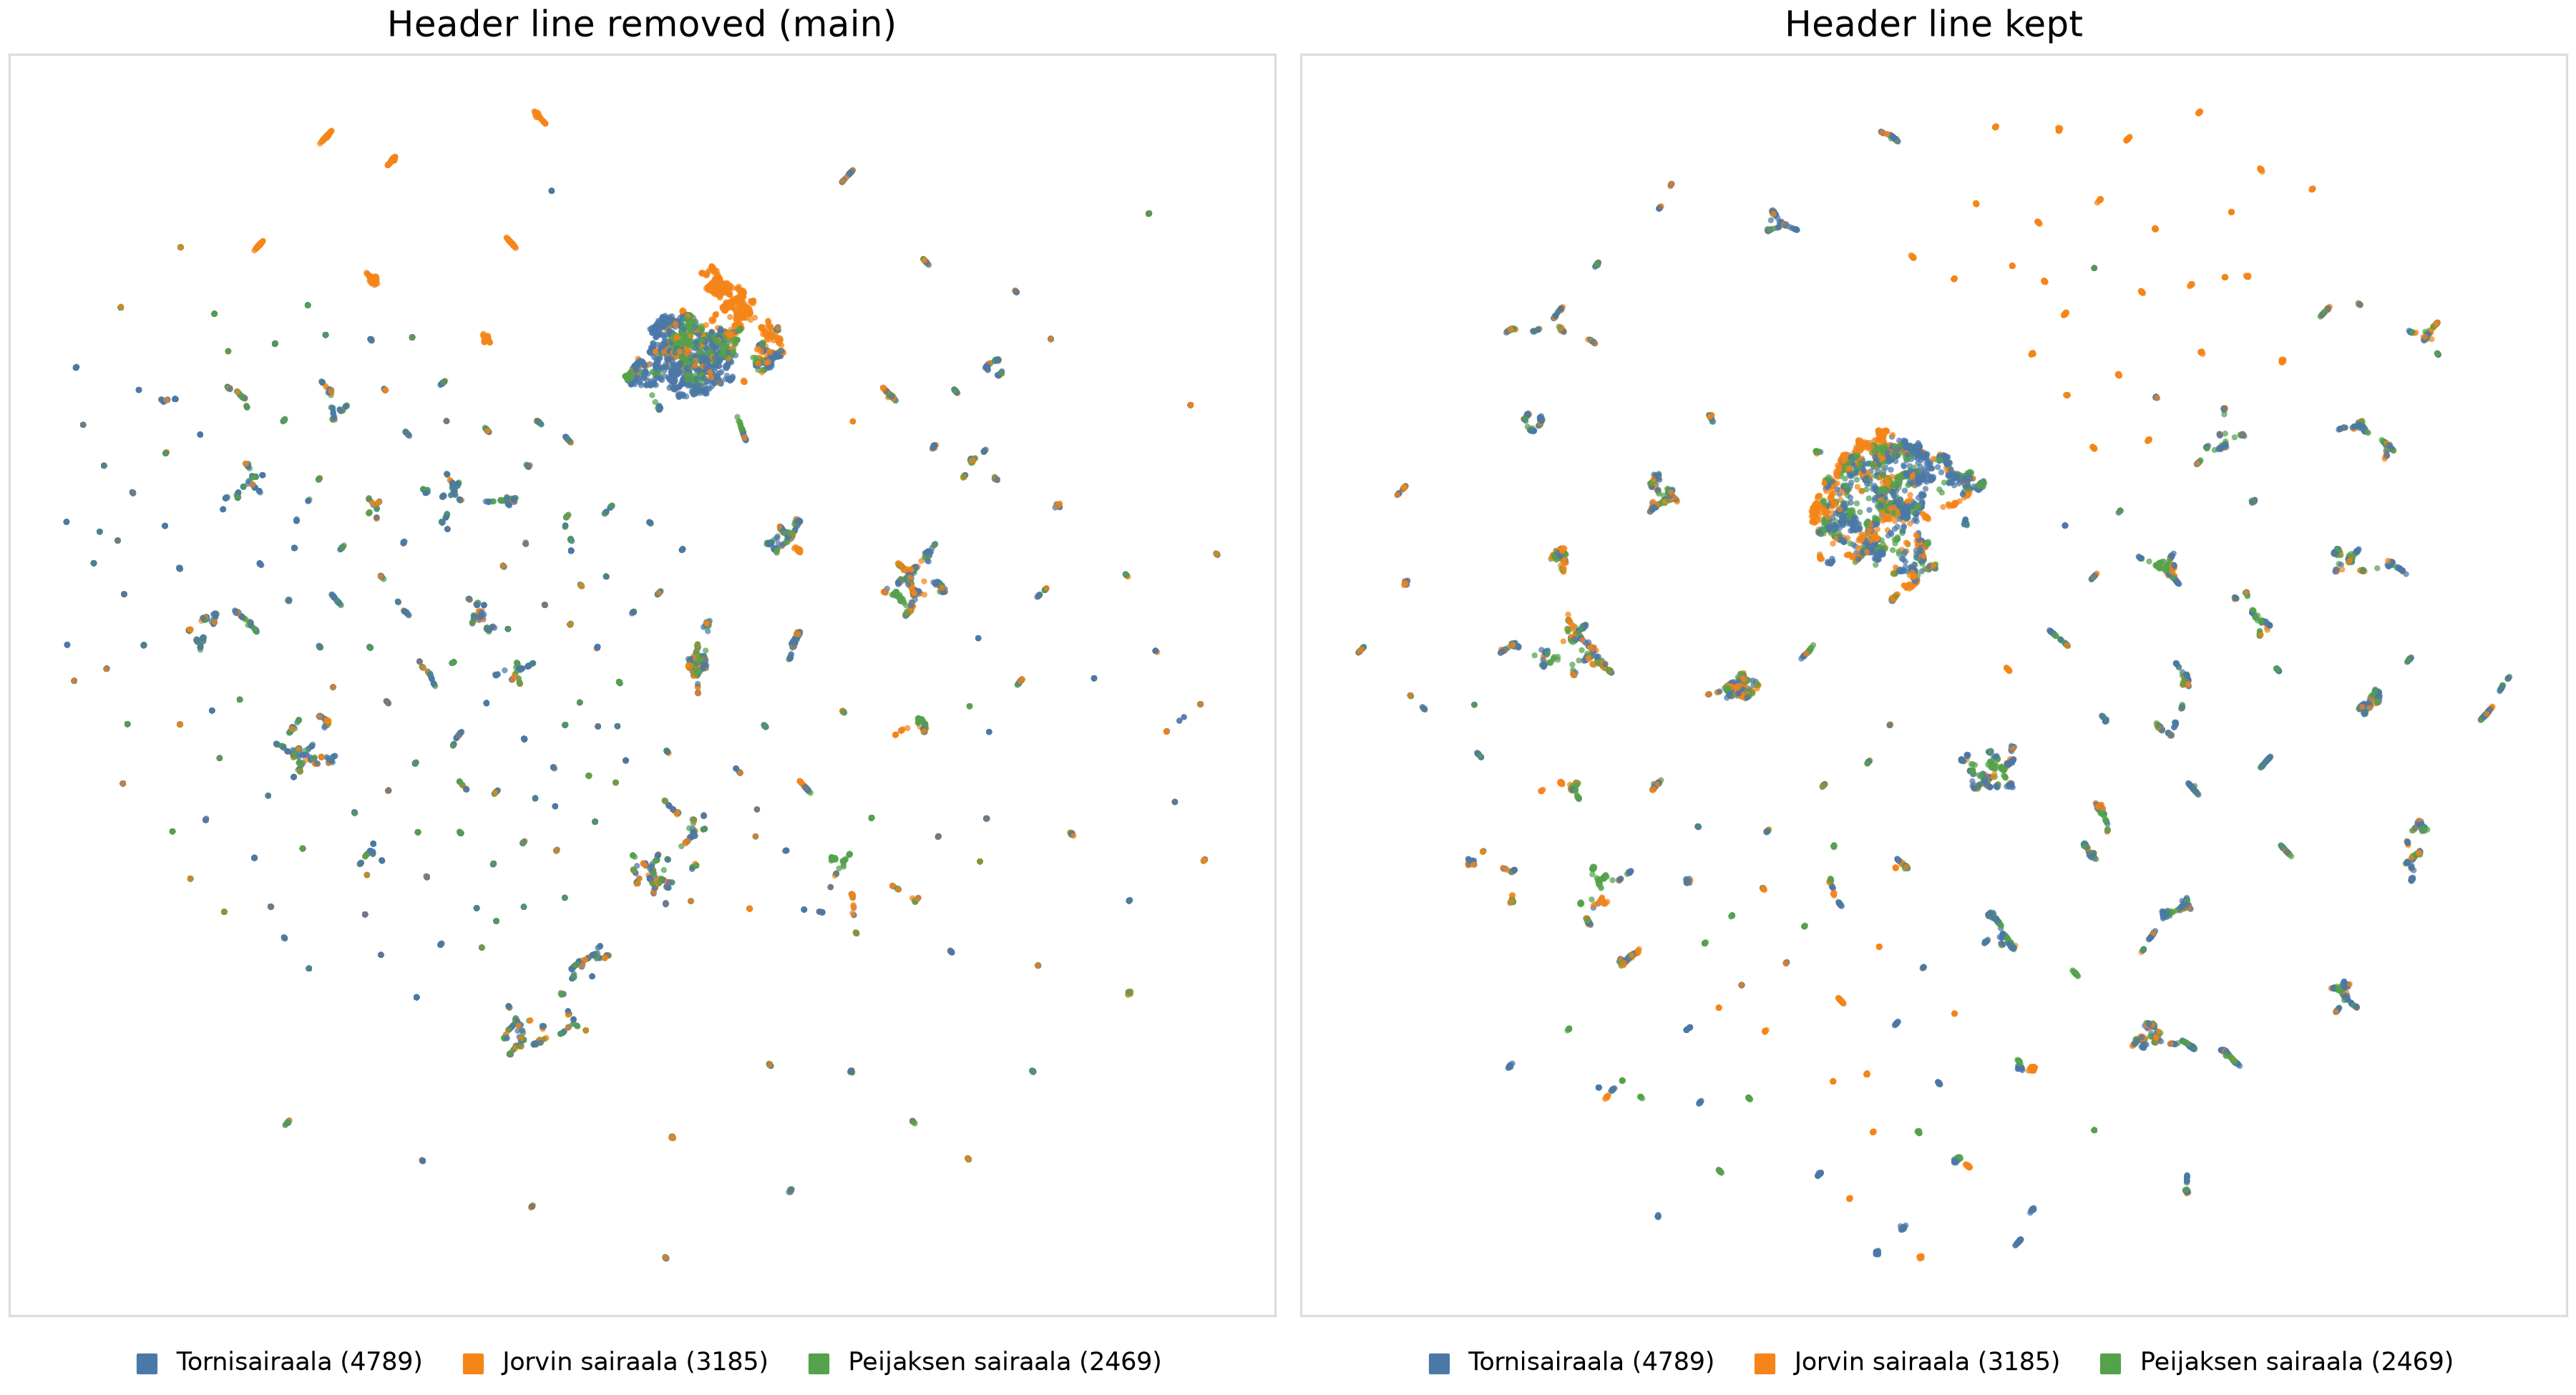 Header line removed (main)
Header line kept
Tornisairaala (4789) Jorvin sairaala (3185) Peijaksen sairaala (2469)
Tornisairaala (4789) Jorvin sairaala (3185) Peijaksen sairaala (2469)